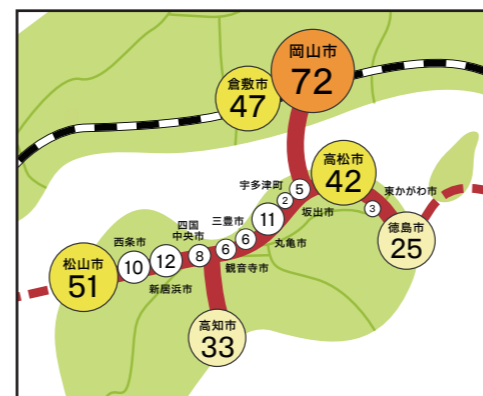 岡山市
72
倉敷市
47
高松市
42
宇多津町
5
2
東かがわ市
3
坂出市
三豊市
11
丸亀市
徳島市
25
四国
中央市
6
6
観音寺市
8
西条市
12
新居浜市
10
松山市
51
高知市
33